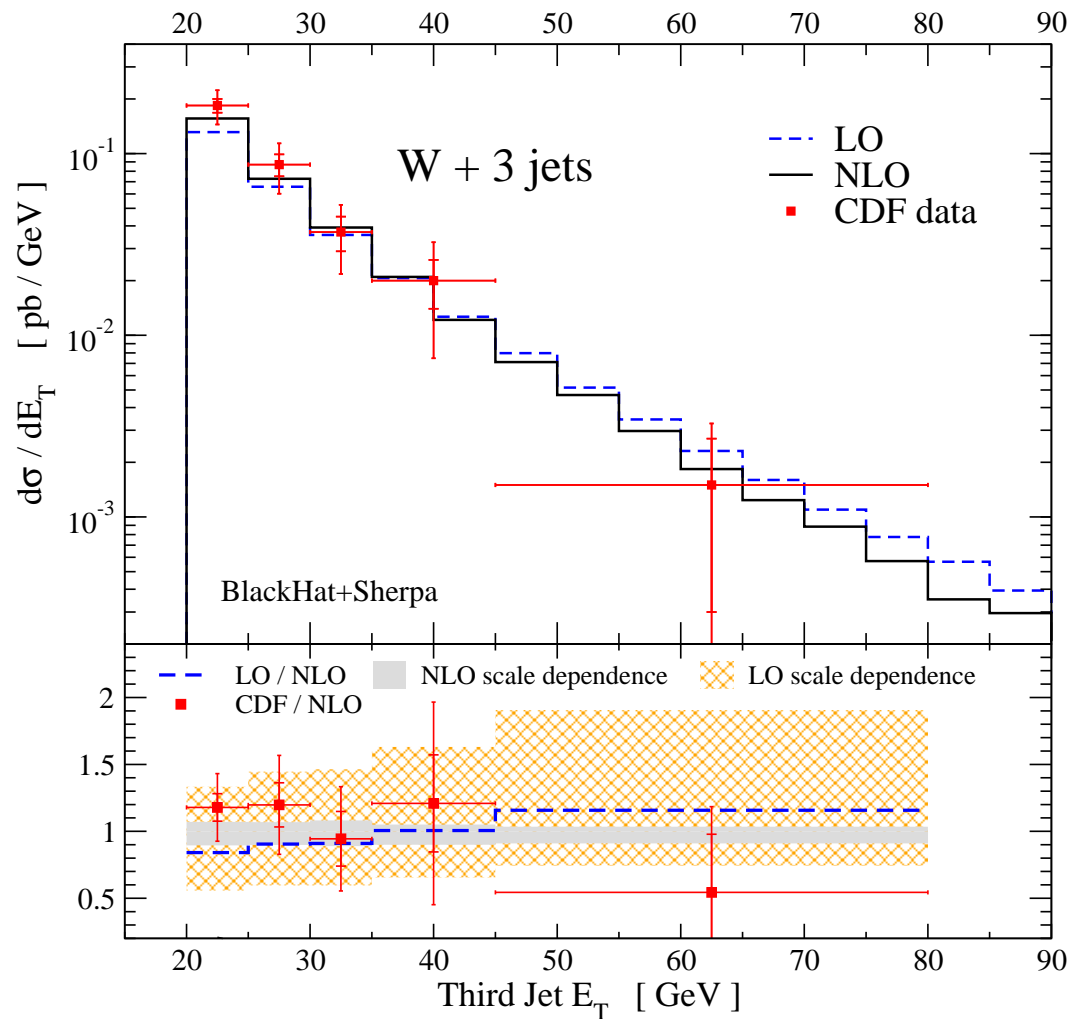 20 30 40 50 60 70 80 90
10^-1
10^-2
10^-3
dσ / dE_T [ pb / GeV ]
W + 3 jets
LO
NLO
CDF data
BlackHat+Sherpa
LO / NLO
NLO scale dependence
LO scale dependence
CDF / NLO
2
1.5
1
0.5
20 30 40 50 60 70 80 90
Third Jet E_T [ GeV ]